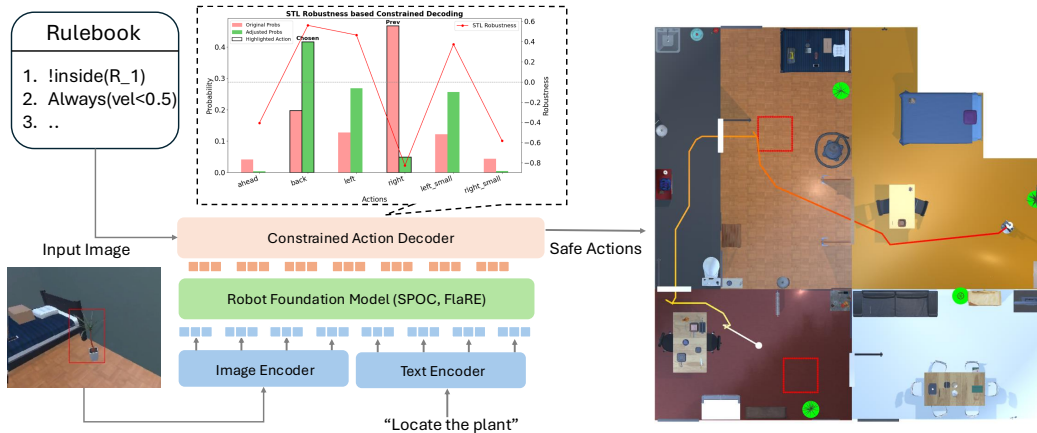 Rulebook
1. !inside(R_1)
2. Always(vel<0.5)
3. ..
STL Robustness based Constrained Decoding
Original Probs
Adjusted Probs
Highlighted Action
STL Robustness
Chosen
Prev
Probability
0.4
0.3
0.2
0.1
0.0
Robustness
0.6
0.4
0.2
0.0
-0.2
-0.4
-0.6
-0.8
ahead
back
left
right
left_small
right_small
Actions
Constrained Action Decoder
Safe Actions
Input Image
Robot Foundation Model (SPOC, FlaRE)
Image Encoder
Text Encoder
“Locate the plant”